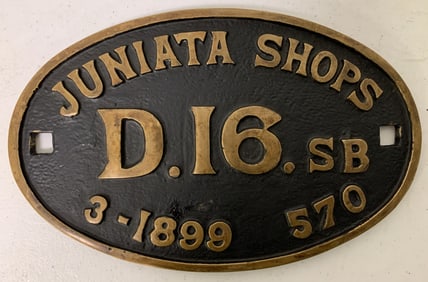 JUNIATA SHOPS
D.16.SB
3-1899 570